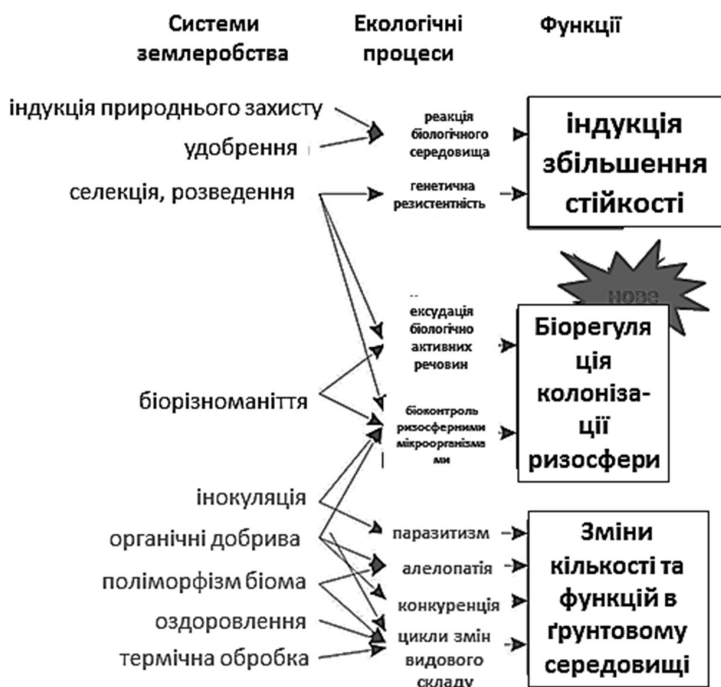 Системи
землеробства
Екологічні
процеси
Функції
індукція природнього захисту
удобрення
селекція, розведення
біорізноманіття
інокуляція
органічні добрива
поліморфізм біома
оздоровлення
термічна обробка
реакція
біологічного
середовища
генетична
резистентність
ексудація
біологічно
активних
речовин
біоконтроль
ризосферними
мікроорганізма
ми
паразитизм
алелопатія
конкуренція
цикли змін
видового
складу
індукція
збільшення
стійкості
нове
Біорегуля
ція
колоніза-
ції
ризосфери
Зміни
кількості та
функцій в
ґрунтовому
середовищі